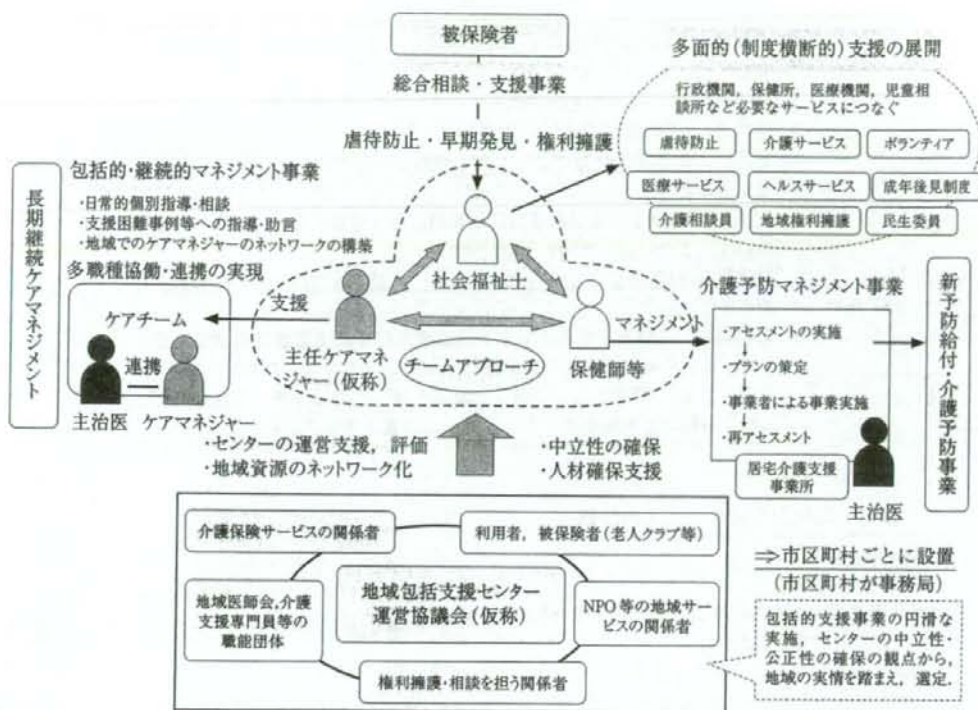 被保険者
総合相談・支援事業
虐待防止・早期発見・権利擁護
多面的(制度横断的)支援の展開
行政機関,保健所,医療機関,児童相
談所など必要なサービスにつなぐ
虐待防止
介護サービス
ボランティア
医療サービス
ヘルスサービス
成年後見制度
介護相談員
地域権利擁護
民生委員
長期継続ケアマネジメント
包括的・継続的マネジメント事業
・日常的個別指導・相談
・支援困難事例等への指導・助言
・地域でのケアマネジャーのネットワークの構築
多職種協働・連携の実現
ケアチーム
連携
主治医
ケアマネジャー
支援
社会福祉士
主任ケアマネ
ジャー(仮称)
チームアプローチ
保健師等
マネジメント
介護予防マネジメント事業
・アセスメントの実施
・プランの策定
・事業者による事業実施
・再アセスメント
居宅介護支援
事業所
主治医
新予防給付・介護予防事業
・センターの運営支援,評価
・地域資源のネットワーク化
・中立性の確保
・人材確保支援
介護保険サービスの関係者
利用者,被保険者(老人クラブ等)
地域医師会,介護
支援専門員等の
職能団体
地域包括支援センター
運営協議会(仮称)
NPO等の地域サー
ビスの関係者
権利擁護・相談を担う関係者
⇒市区町村ごとに設置
(市区町村が事務局)
包括的支援事業の円滑な
実施,センターの中立性・
公正性の確保の観点から,
地域の実情を踏まえ,選定.